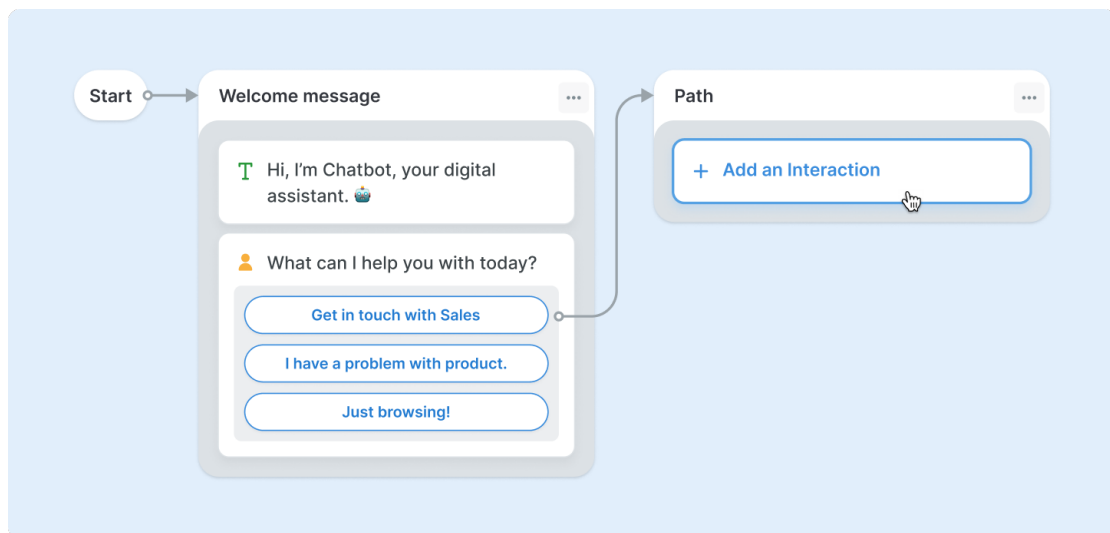 Start
Welcome message
Hi, I’m Chatbot, your digital
assistant. 🤖
What can I help you with today?
Get in touch with Sales
I have a problem with product.
Just browsing!
Path
+ Add an Interaction